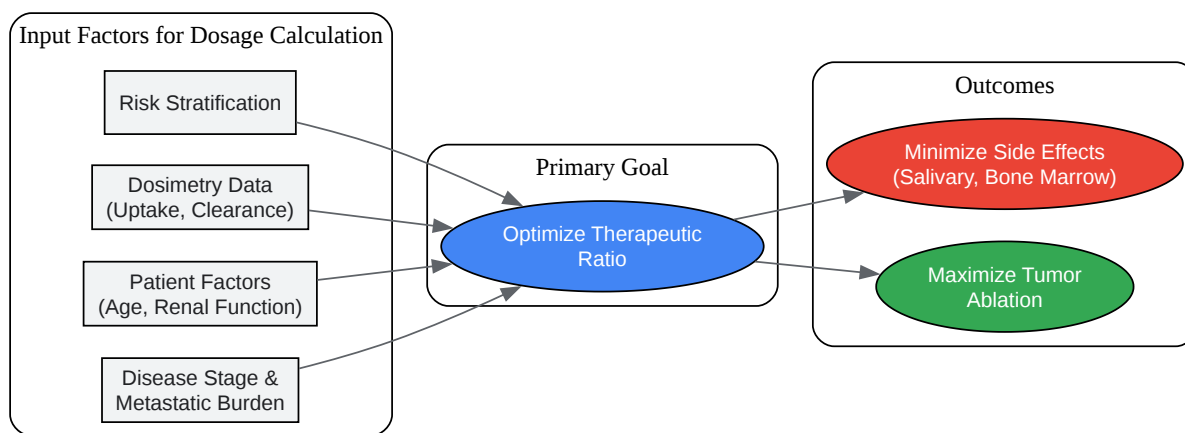 Input Factors for Dosage Calculation
Risk Stratification
Dosimetry Data
(Uptake, Clearance)
Patient Factors
(Age, Renal Function)
Disease Stage &
Metastatic Burden
Primary Goal
Optimize Therapeutic
Ratio
Outcomes
Minimize Side Effects
(Salivary, Bone Marrow)
Maximize Tumor
Ablation